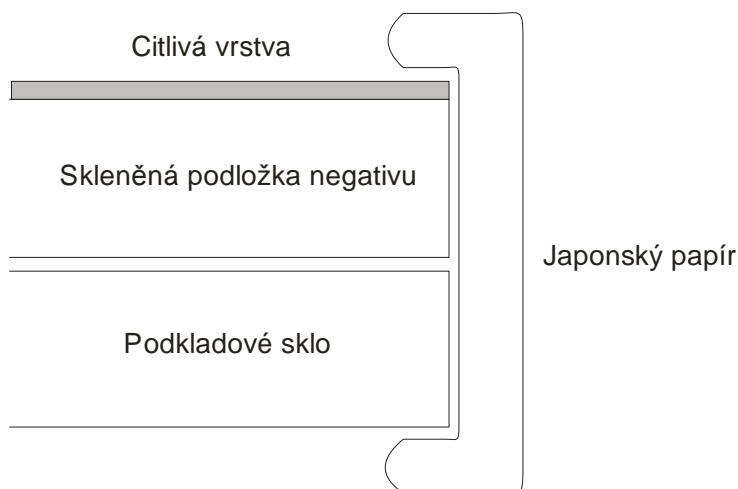 Citlivá vrstva
Skleněná podložka negativu
Japonský papír
Podkladové sklo